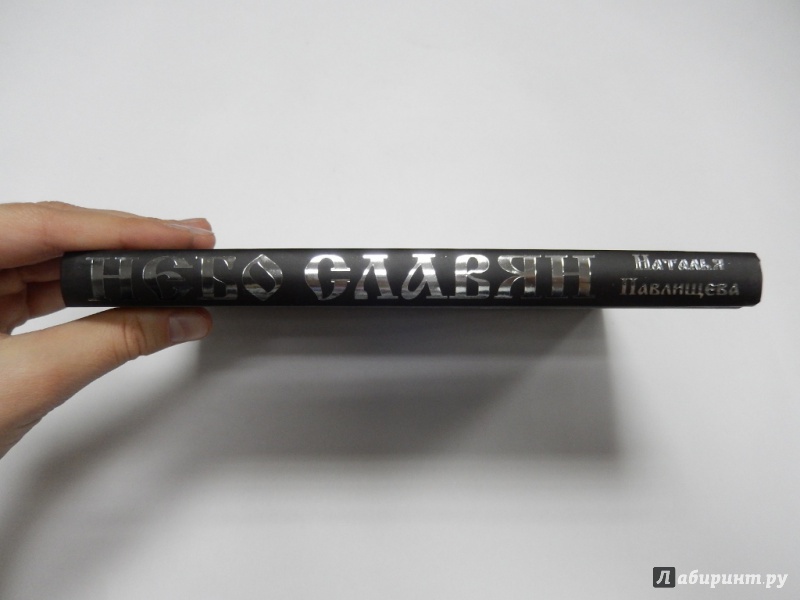 НЕБО СЛАВЯН
Наталья
Павлищева
Лабиринт.ру